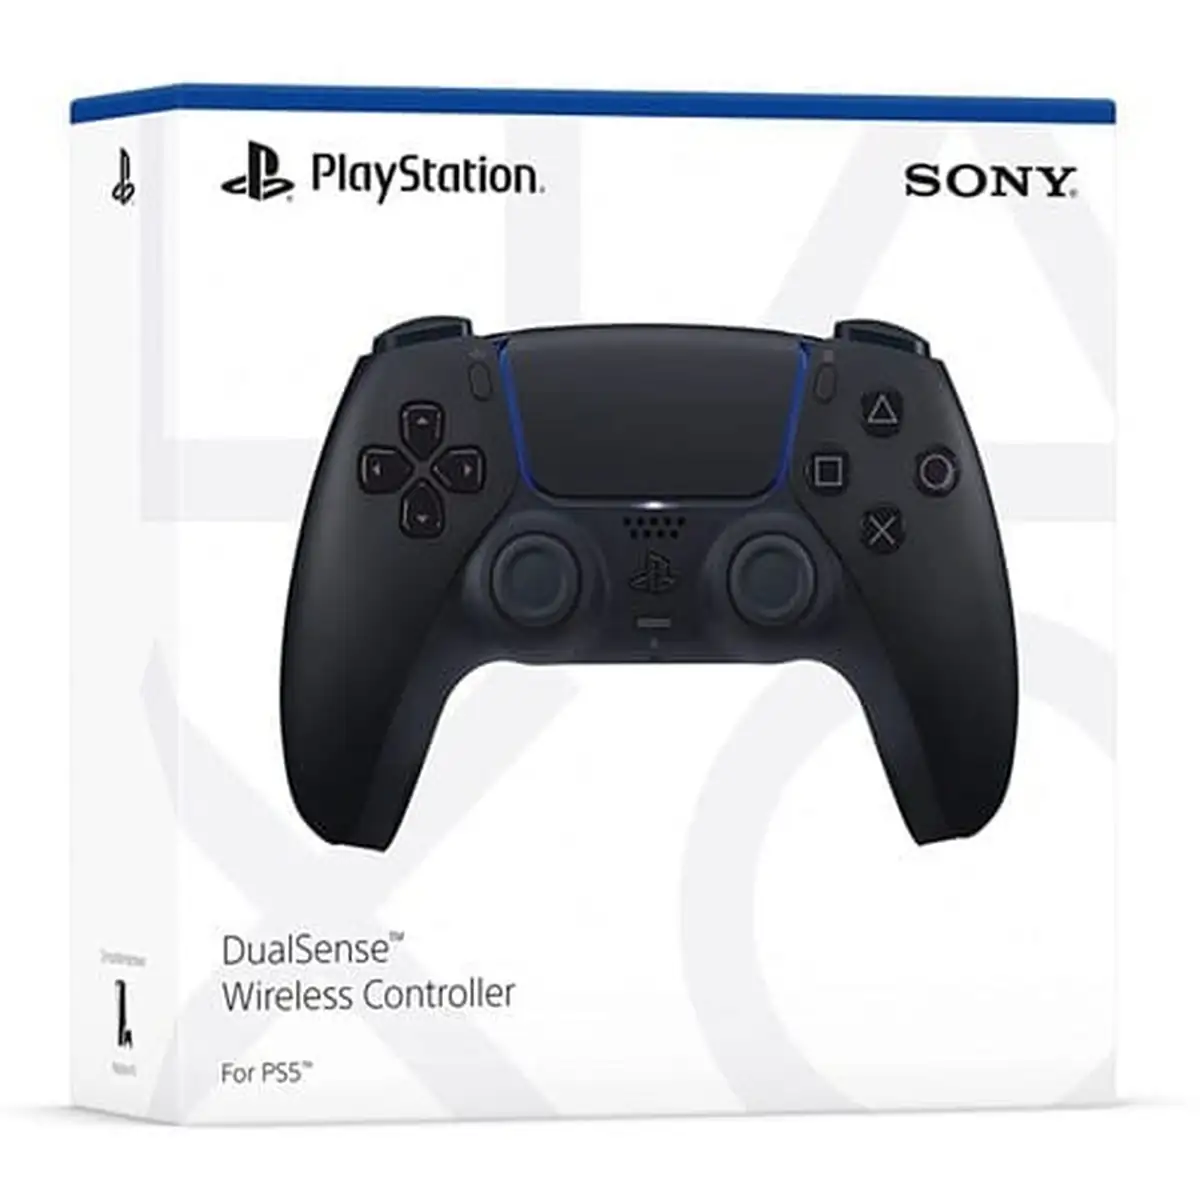 PlayStation®
SONY®
DualSense™
Wireless Controller
For PS5™